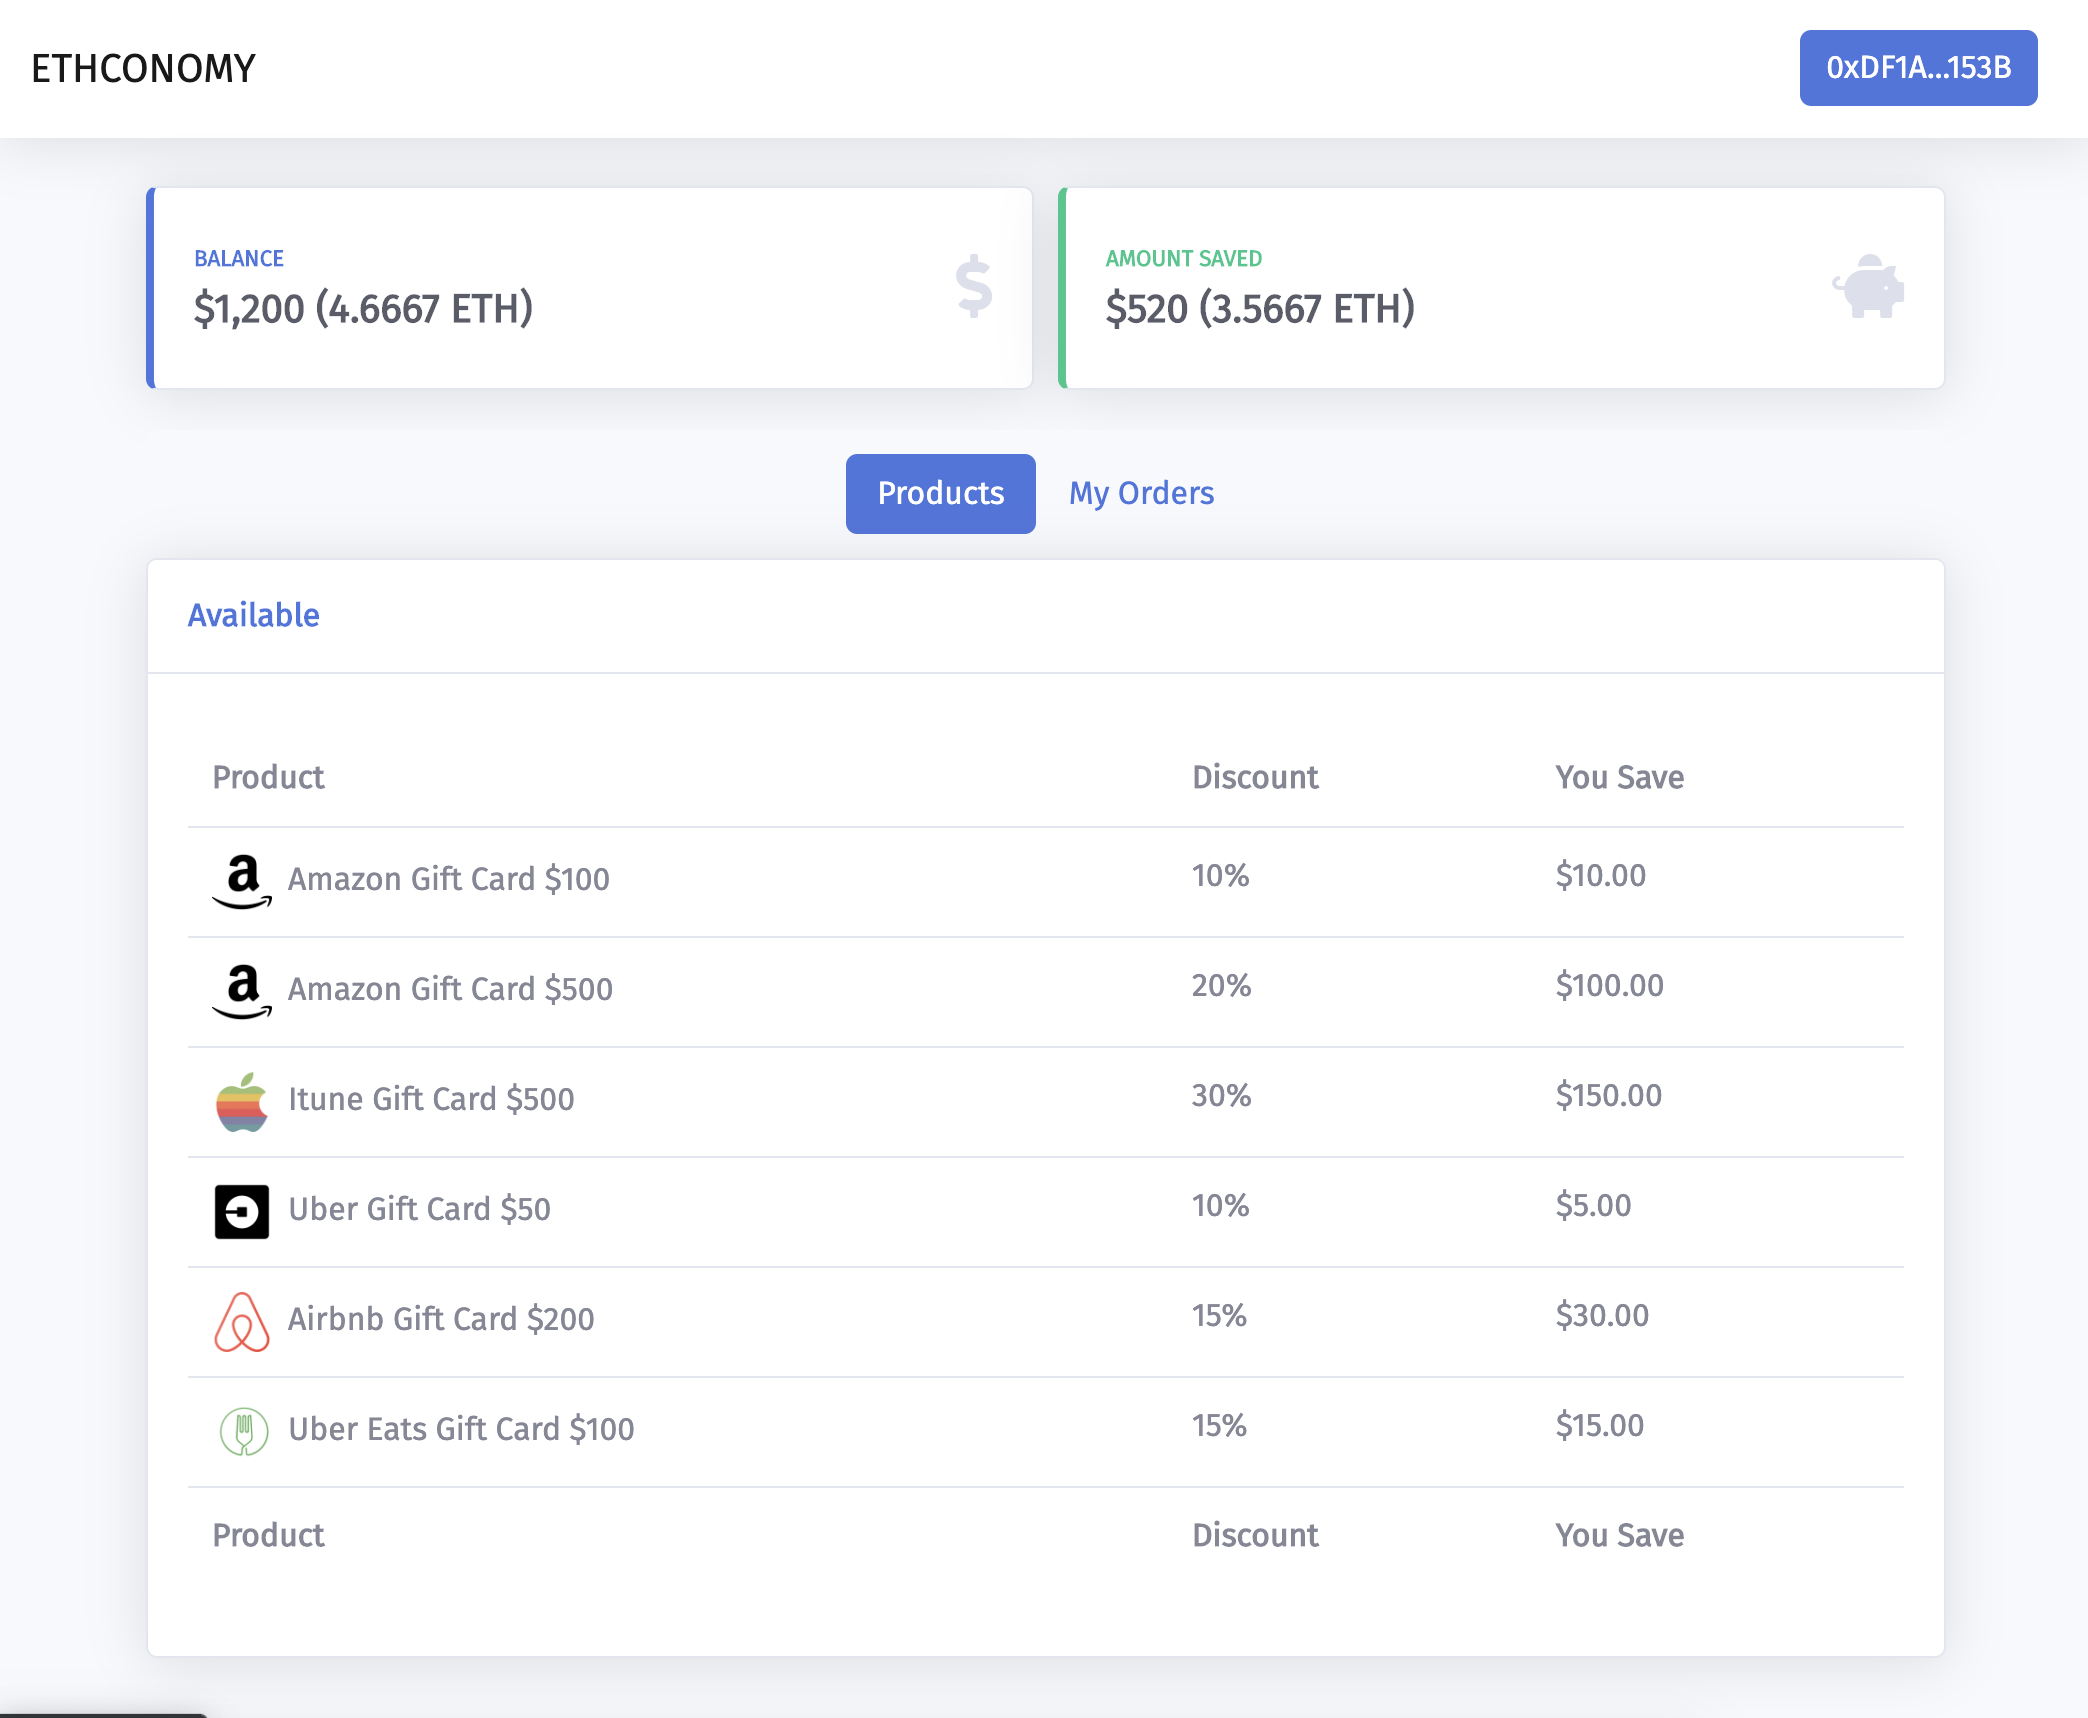 ETHCONOMY
0xDF1A...153B
BALANCE
$1,200 (4.6667 ETH)
AMOUNT SAVED
$520 (3.5667 ETH)
Products My Orders
Available
Product Discount You Save
Amazon Gift Card $100 10% $10.00
Amazon Gift Card $500 20% $100.00
Itune Gift Card $500 30% $150.00
Uber Gift Card $50 10% $5.00
Airbnb Gift Card $200 15% $30.00
Uber Eats Gift Card $100 15% $15.00
Product Discount You Save